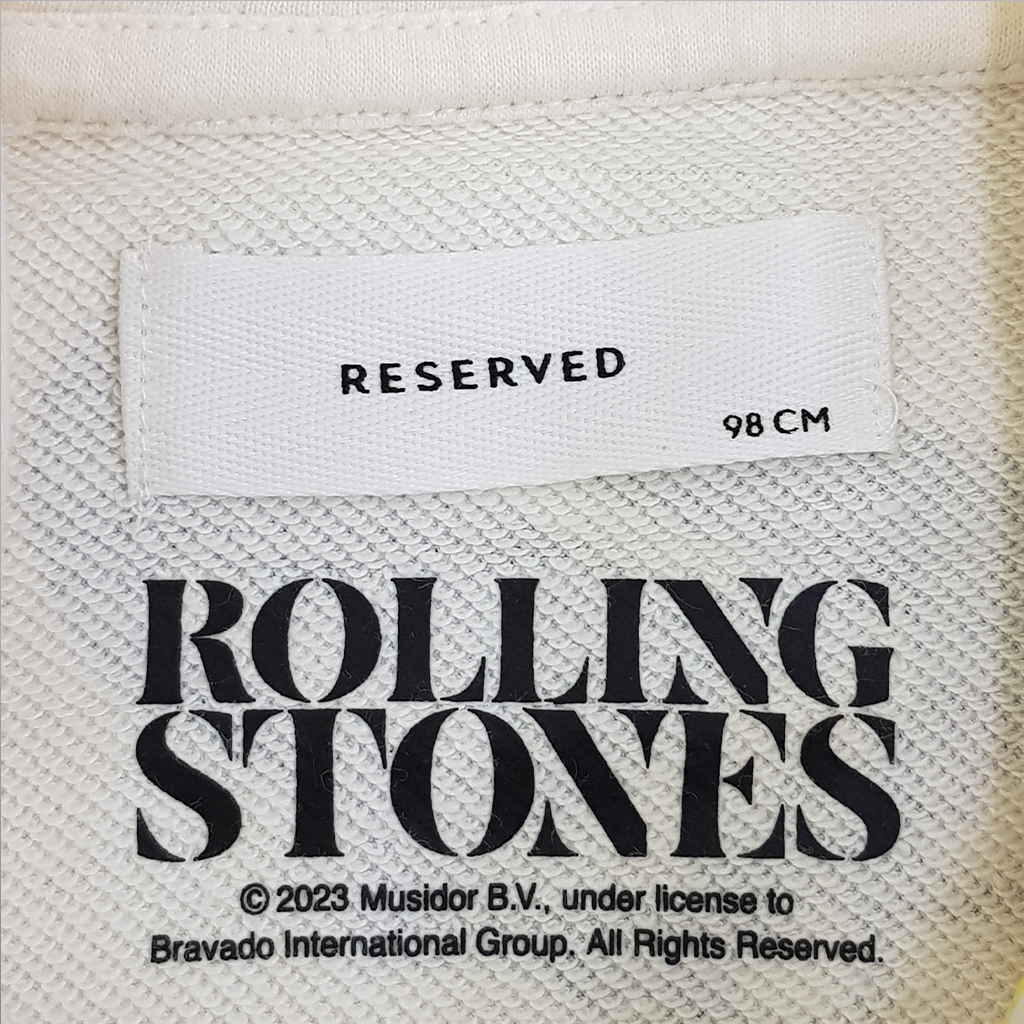 RESERVED
98 CM
ROLLING
STONES
© 2023 Musidor B.V., under license to
Bravado International Group. All Rights Reserved.